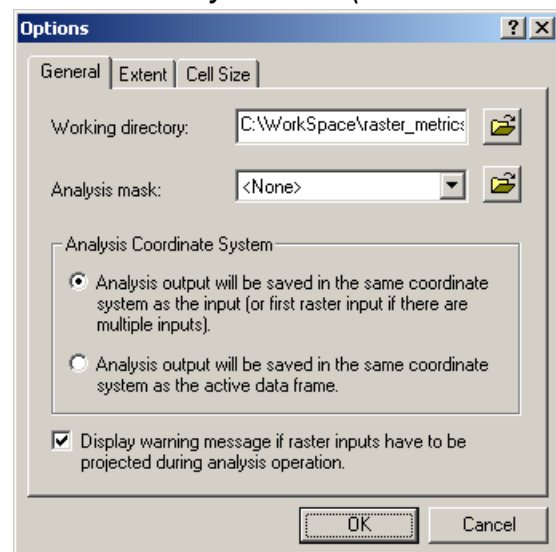 Options
General Extent Cell Size
Working directory: C:\WorkSpace\raster_metrics
Analysis mask: <None>
Analysis Coordinate System
Analysis output will be saved in the same coordinate
system as the input (or first raster input if there are
multiple inputs).
Analysis output will be saved in the same coordinate
system as the active data frame.
Display warning message if raster inputs have to be
projected during analysis operation.
OK Cancel